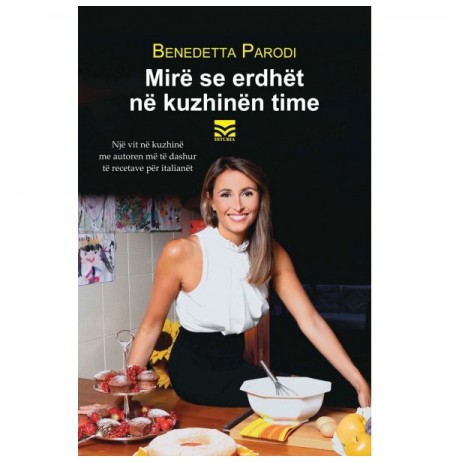 BENEDETTA PARODI
Mirë se erdhët
në kuzhinën time
DITURIA
Një vit në kuzhinë
me autoren më të dashur
të recetave për italianët